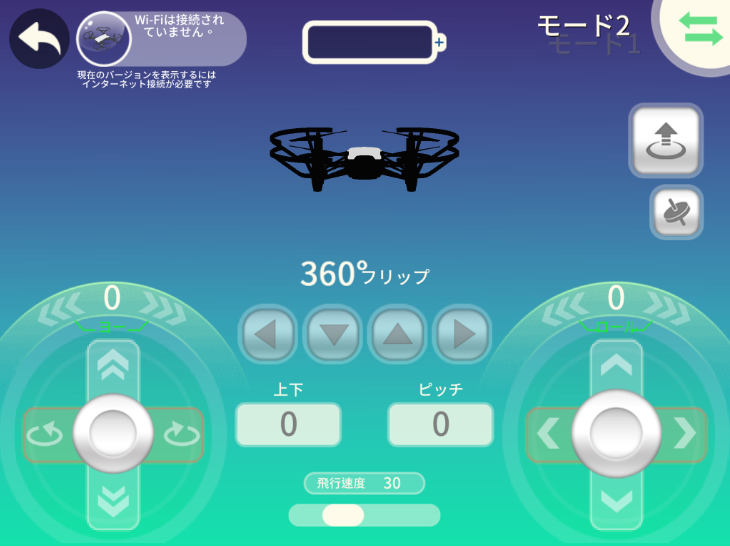 Wi-Fiは接続され
ていません。
現在のバージョンを表示するには
インターネット接続が必要です
モード2
モード1
360°フリップ
0
ヨー
0
ロール
上下
ピッチ
0
0
飛行速度 30